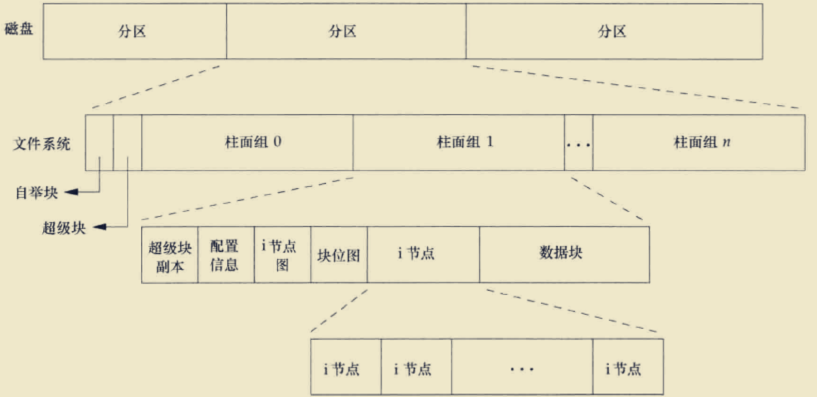 磁盘
分区
分区
分区
文件系统
柱面组 0
柱面组 1
...
柱面组 n
自举块
超级块
超级块
副本
配置
信息
i节点
图
块位图
i 节点
数据块
i 节点
i 节点
...
i 节点